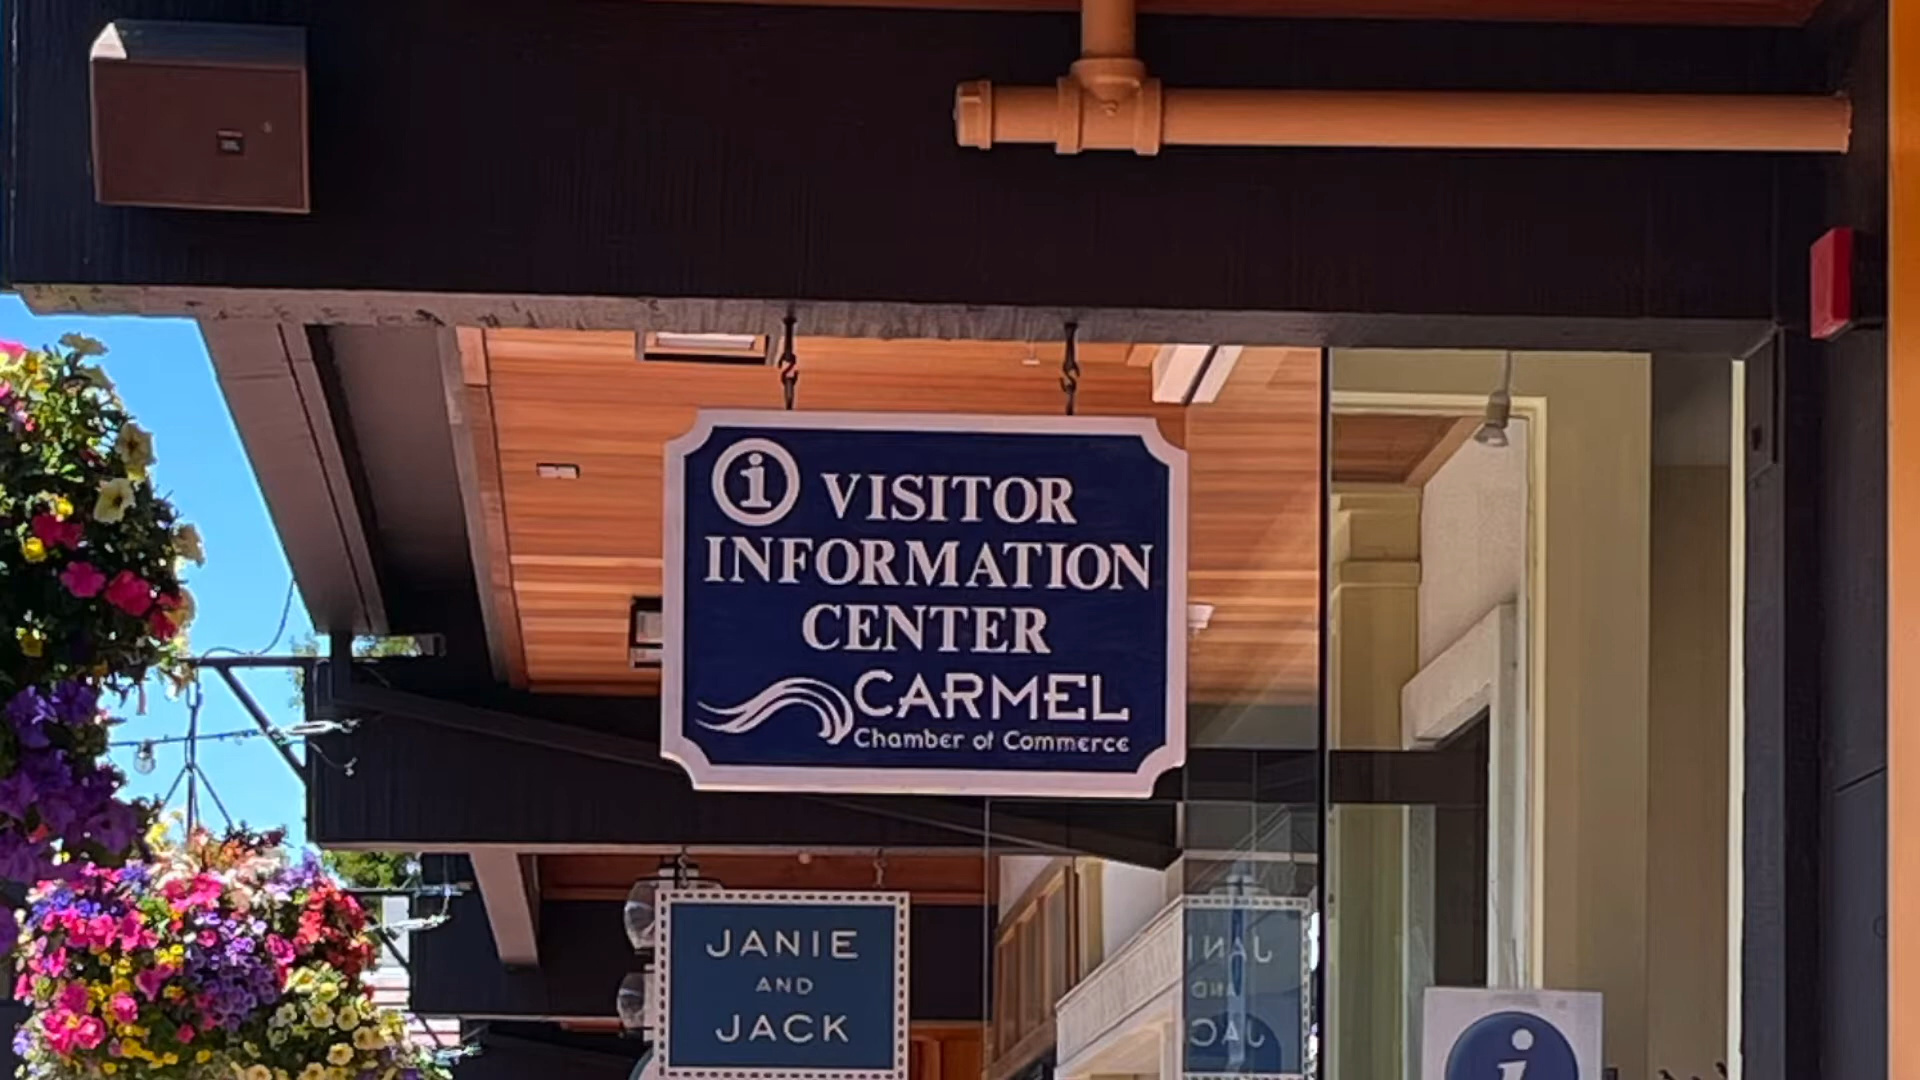 i VISITOR
INFORMATION
CENTER
CARMEL
Chamber of Commerce
JANIE
AND
JACK
i